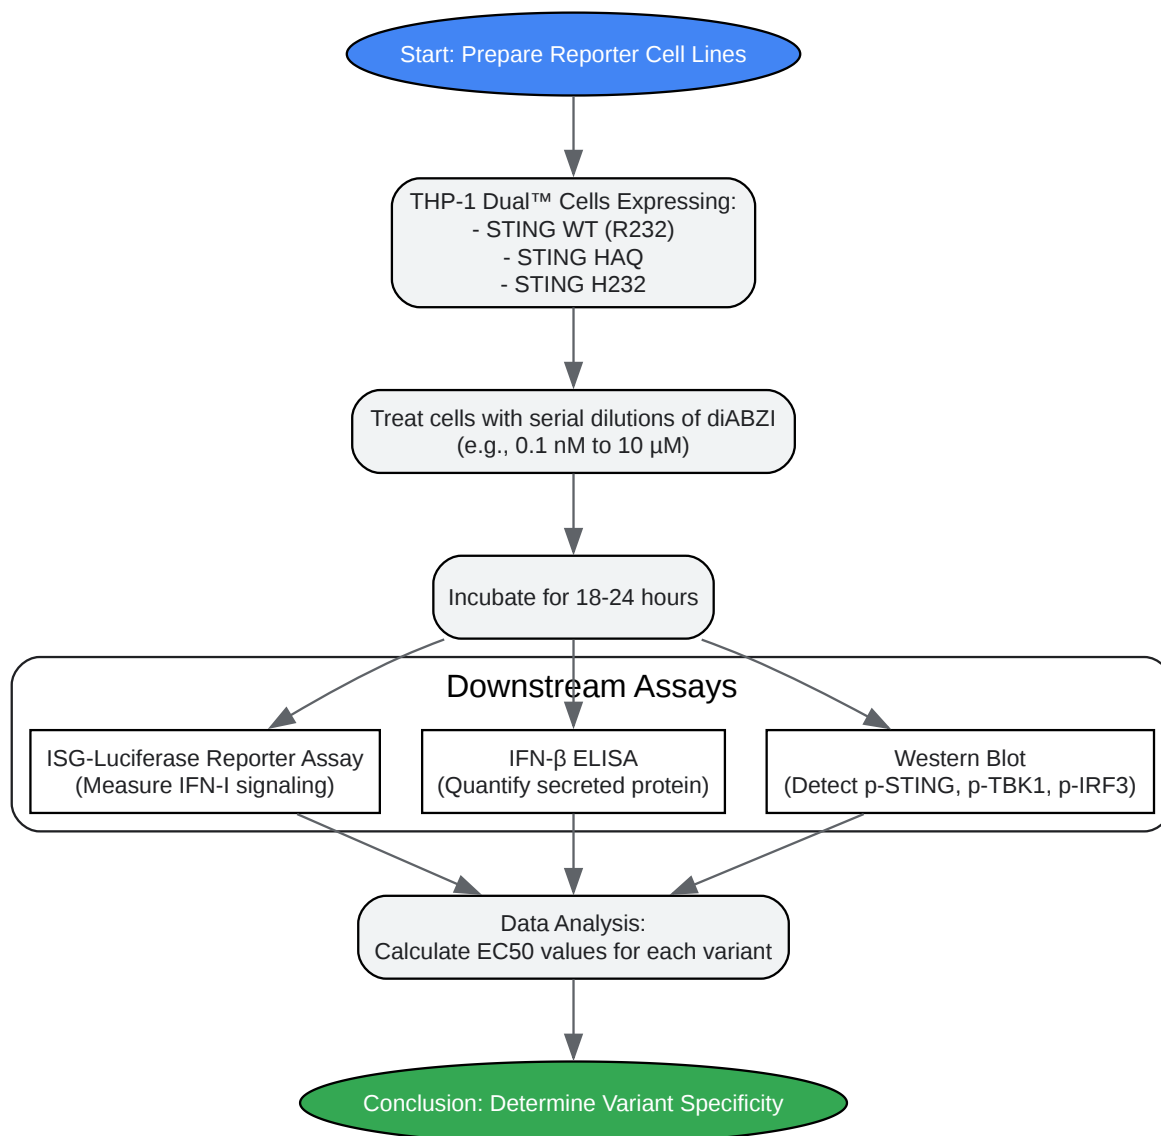 Start: Prepare Reporter Cell Lines
THP-1 Dual™ Cells Expressing:
- STING WT (R232)
- STING HAQ
- STING H232
Treat cells with serial dilutions of diABZI
(e.g., 0.1 nM to 10 µM)
Incubate for 18-24 hours
Downstream Assays
ISG-Luciferase Reporter Assay
(Measure IFN-I signaling)
IFN-β ELISA
(Quantify secreted protein)
Western Blot
(Detect p-STING, p-TBK1, p-IRF3)
Data Analysis:
Calculate EC50 values for each variant
Conclusion: Determine Variant Specificity